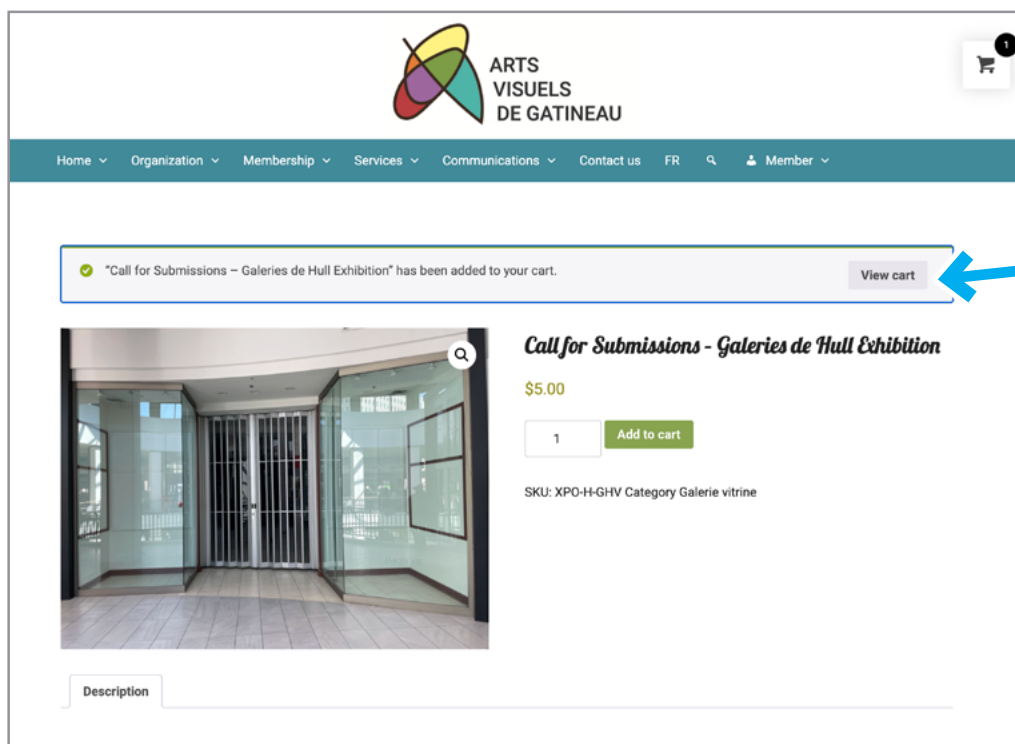 ARTS
VISUELS
DE GATINEAU
1
Home Organization Membership Services Communications Contact us FR Member
"Call for Submissions – Galeries de Hull Exhibition" has been added to your cart.
View cart
Call for Submissions – Galeries de Hull Exhibition
$5.00
1 Add to cart
SKU: XPO-H-GHV Category Galerie vitrine
Description